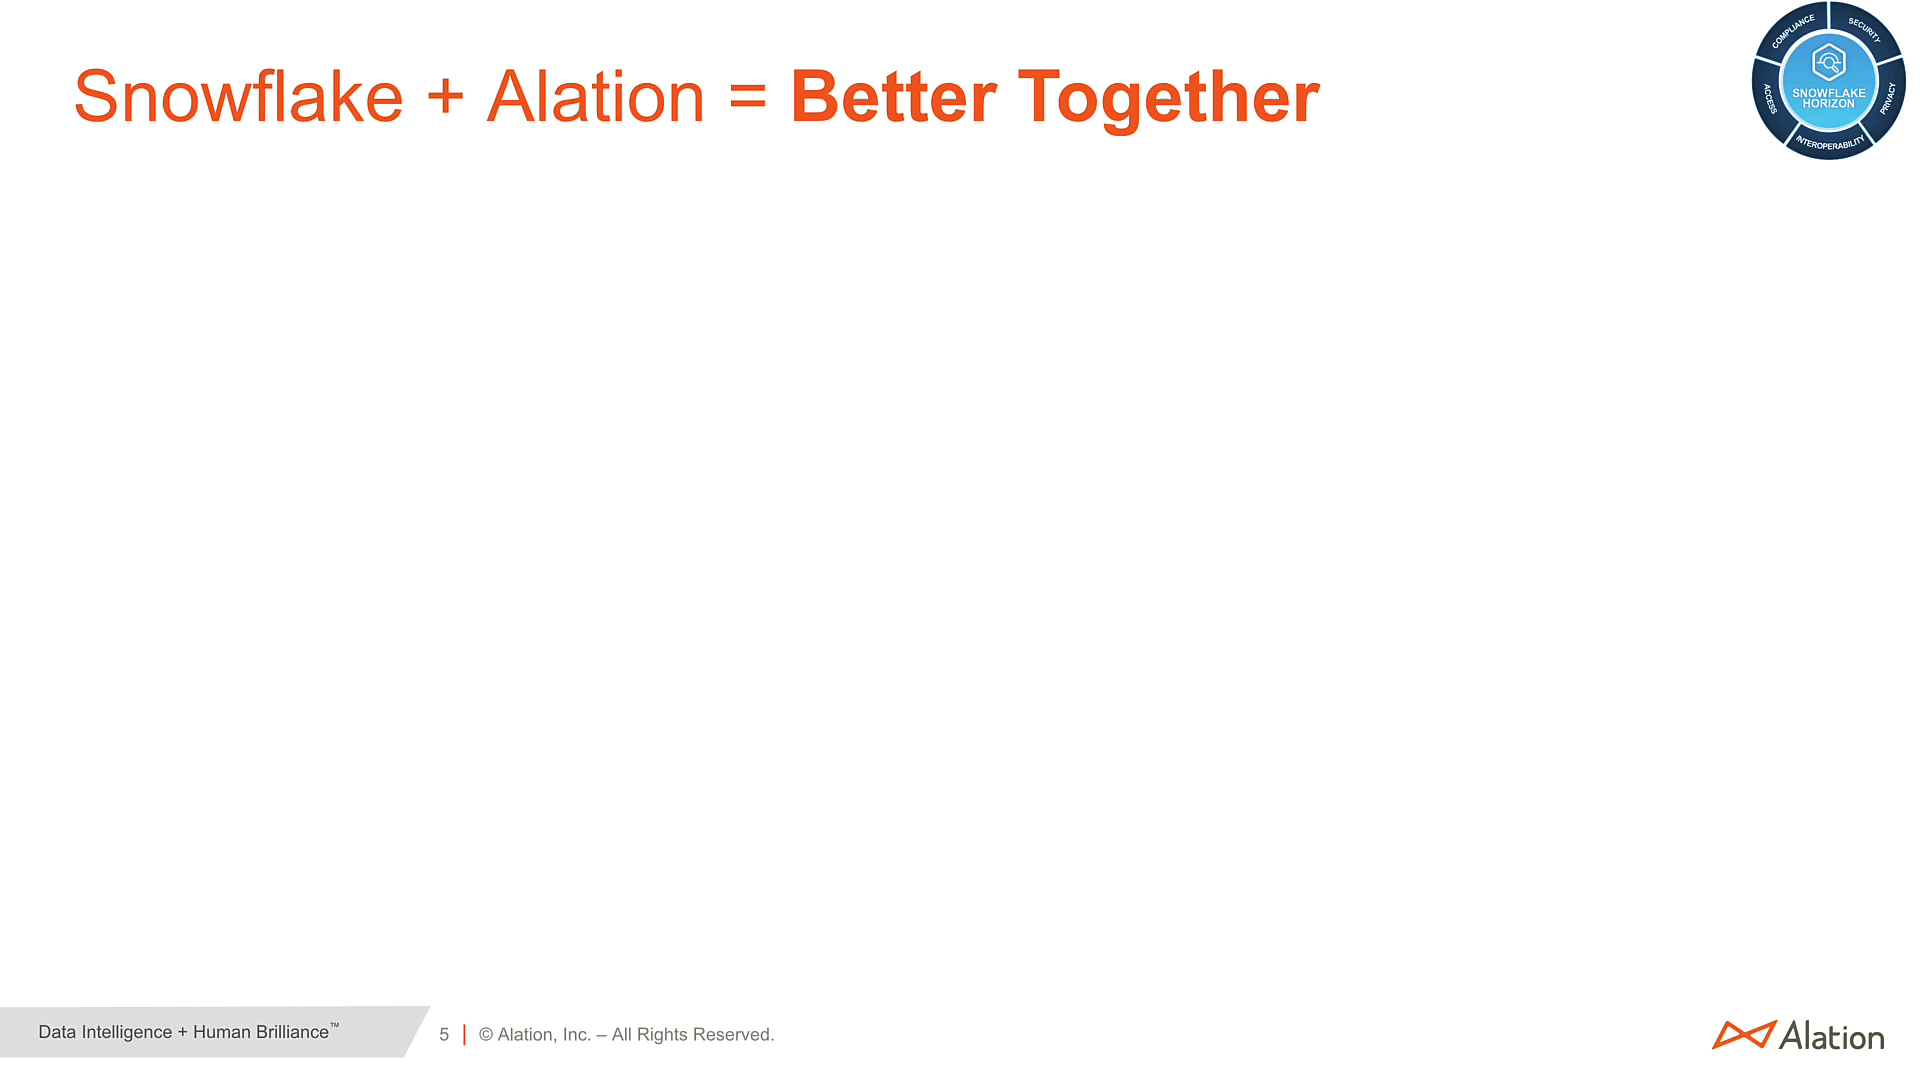 Snowflake + Alation = Better Together
COMPLIANCE
SECURITY
ACCESS
SNOWFLAKE
HORIZON
PRIVACY
INTEROPERABILITY
Data Intelligence + Human Brilliance™
5 | © Alation, Inc. – All Rights Reserved.
Alation